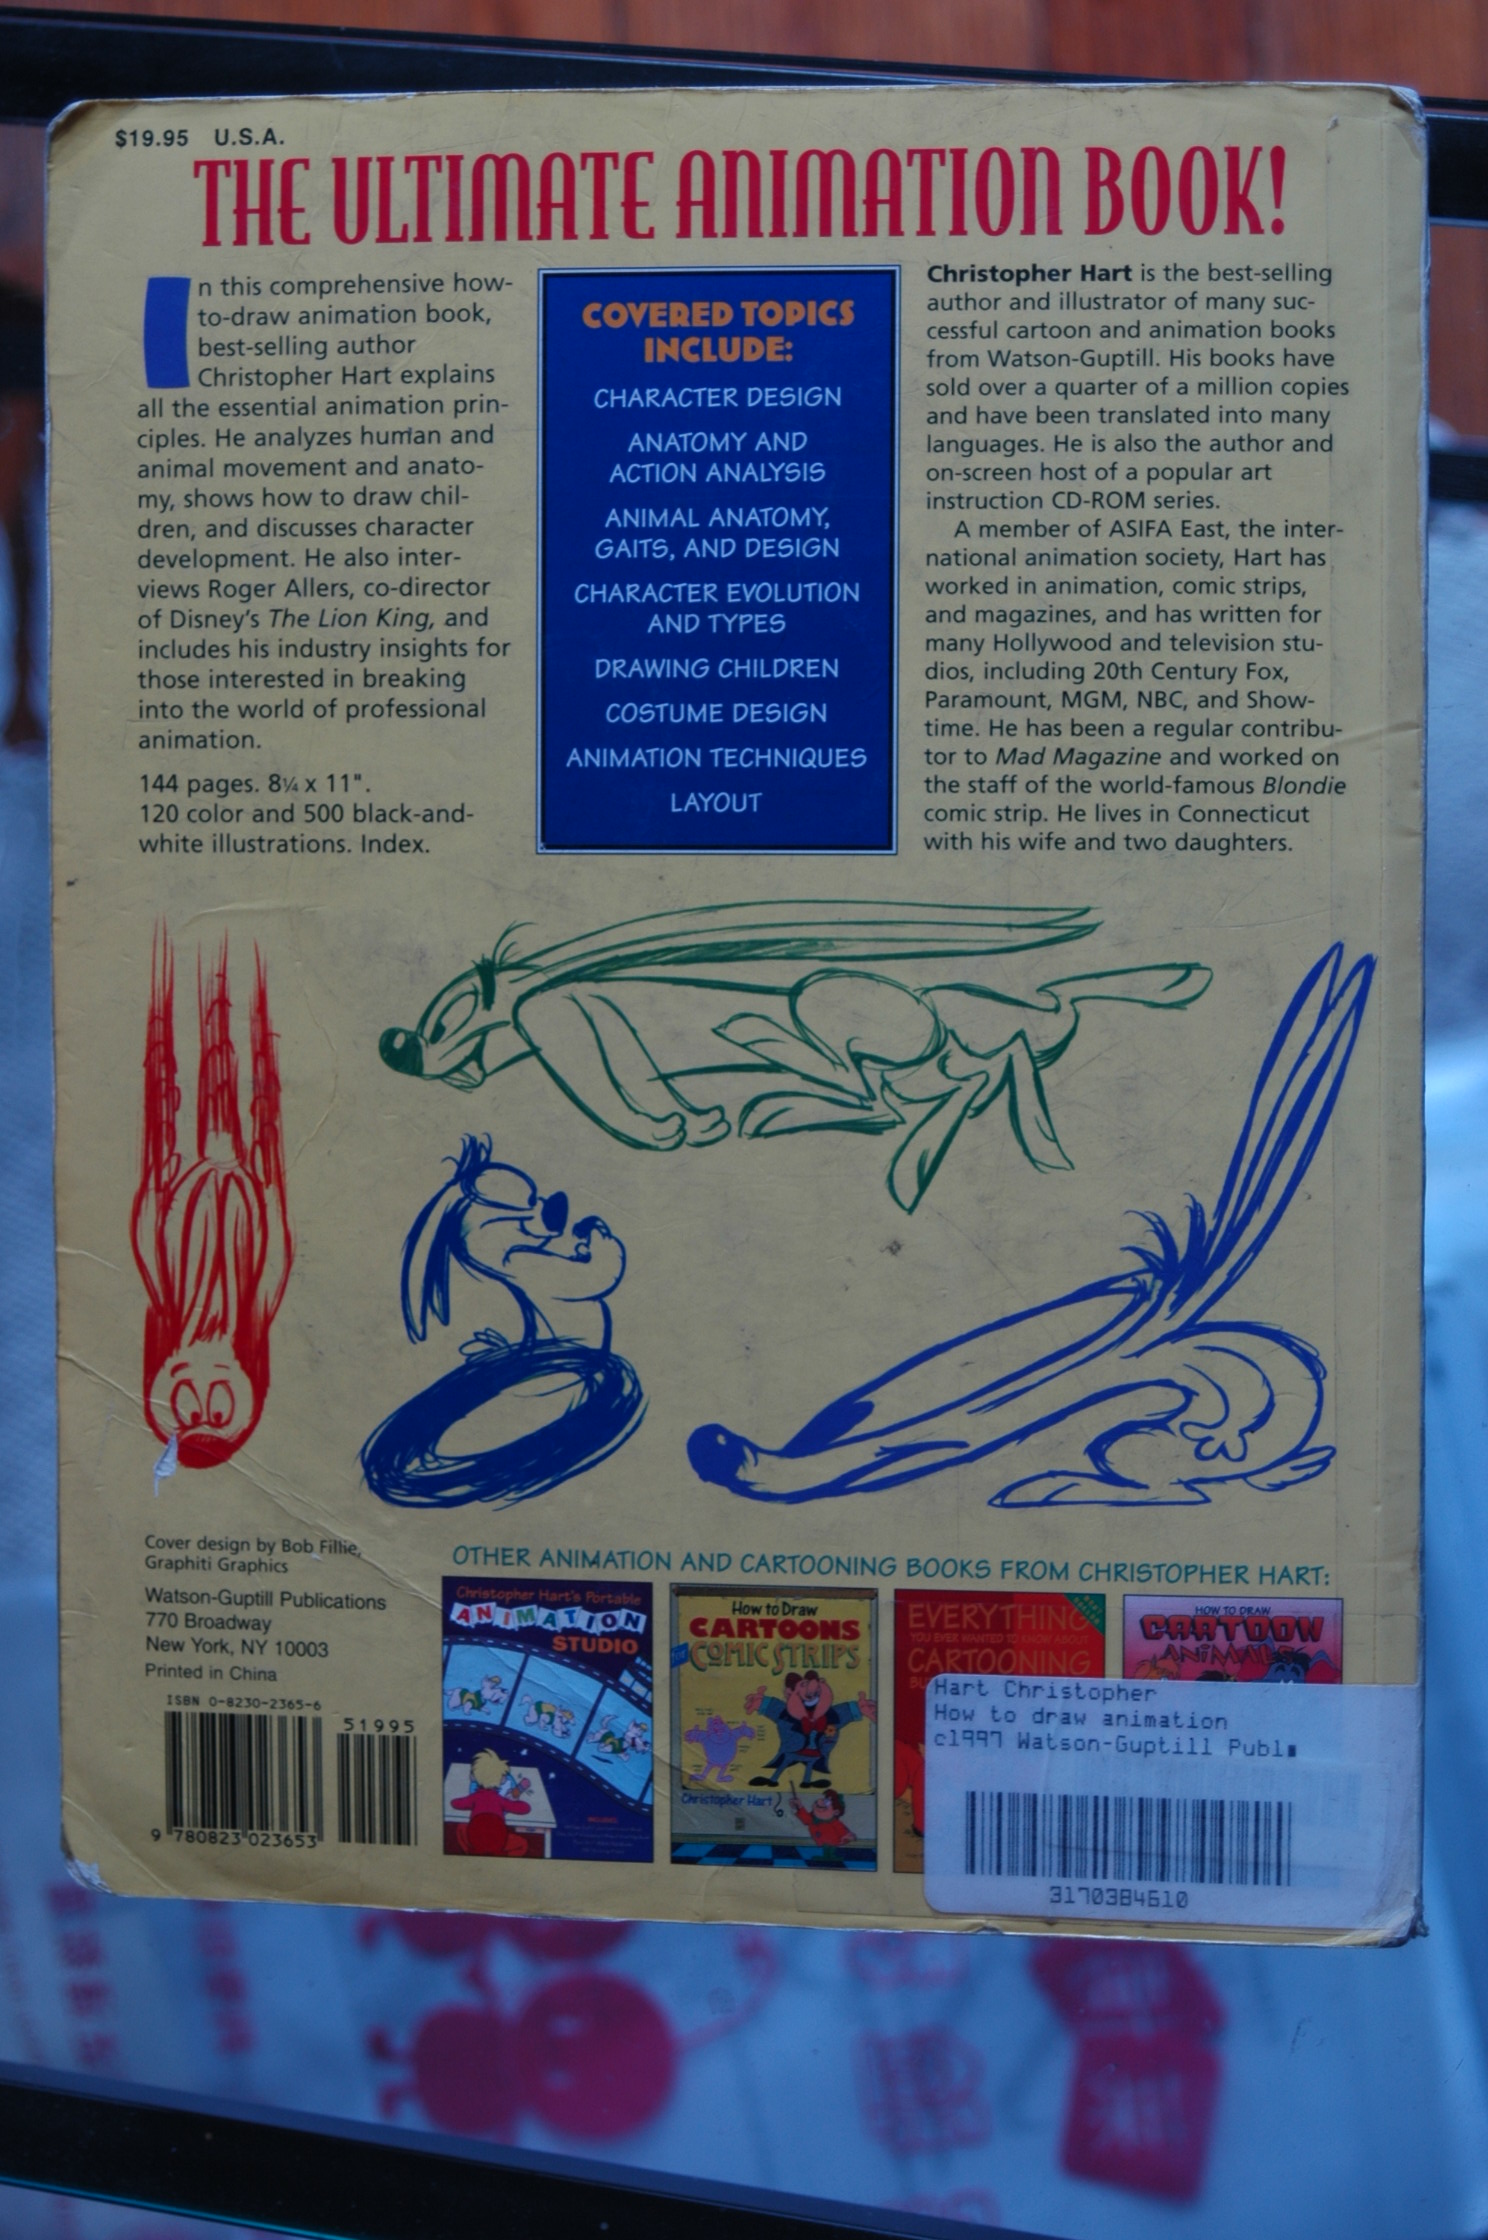 $19.95 U.S.A.
THE ULTIMATE ANIMATION BOOK!
In this comprehensive how-
to-draw animation book,
best-selling author
Christopher Hart explains
all the essential animation prin-
ciples. He analyzes human and
animal movement and anato-
my, shows how to draw chil-
dren, and discusses character
development. He also inter-
views Roger Allers, co-director
of Disney's The Lion King, and
includes his industry insights for
those interested in breaking
into the world of professional
animation.
144 pages. 8¼ x 11".
120 color and 500 black-and-
white illustrations. Index.
COVERED TOPICS
INCLUDE:
CHARACTER DESIGN
ANATOMY AND
ACTION ANALYSIS
ANIMAL ANATOMY,
GAITS, AND DESIGN
CHARACTER EVOLUTION
AND TYPES
DRAWING CHILDREN
COSTUME DESIGN
ANIMATION TECHNIQUES
LAYOUT
Christopher Hart is the best-selling
author and illustrator of many suc-
cessful cartoon and animation books
from Watson-Guptill. His books have
sold over a quarter of a million copies
and have been translated into many
languages. He is also the author and
on-screen host of a popular art
instruction CD-ROM series.
A member of ASIFA East, the inter-
national animation society, Hart has
worked in animation, comic strips,
and magazines, and has written for
many Hollywood and television stu-
dios, including 20th Century Fox,
Paramount, MGM, NBC, and Show-
time. He has been a regular contribu-
tor to Mad Magazine and worked on
the staff of the world-famous Blondie
comic strip. He lives in Connecticut
with his wife and two daughters.
Cover design by Bob Fillie,
Graphiti Graphics
Watson-Guptill Publications
770 Broadway
New York, NY 10003
Printed in China
ISBN 0-8230-2365-6
51995
9 780823 023653
OTHER ANIMATION AND CARTOONING BOOKS FROM CHRISTOPHER HART:
Christopher Hart's Portable
ANIMATION
STUDIO
How to Draw
CARTOONS
for
COMIC STRIPS
Christopher Hart
EVERYTHING
YOU EVER WANTED TO KNOW ABOUT
CARTOONING
BU
HOW TO DRAW
CARTOON
ANIMALS
Hart Christopher
How to draw animation
c1997 Watson-Guptill Publ
3170384610